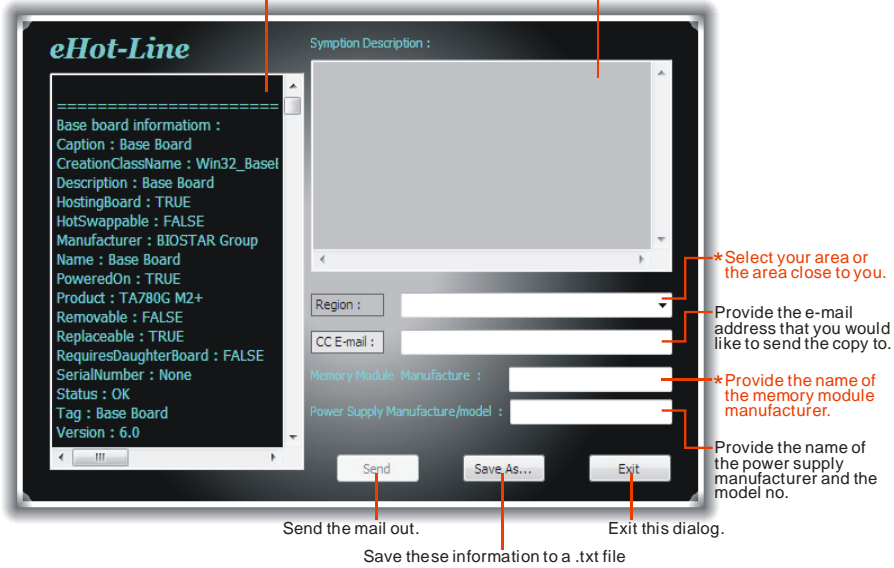 eHot-Line
======================
Base board informatiom :
Caption : Base Board
CreationClassName : Win32_BaseB
Description : Base Board
HostingBoard : TRUE
HotSwappable : FALSE
Manufacturer : BIOSTAR Group
Name : Base Board
PoweredOn : TRUE
Product : TA780G M2+
Removable : FALSE
Replaceable : TRUE
RequiresDaughterBoard : FALSE
SerialNumber : None
Status : OK
Tag : Base Board
Version : 6.0
Symption Description :
Region :
CC E-mail :
Memory Module Manufacture :
Power Supply Manufacture/model :
Send
Save As...
Exit
*Select your area or
the area close to you.
Provide the e-mail
address that you would
like to send the copy to.
*Provide the name of
the memory module
manufacturer.
Provide the name of
the power supply
manufacturer and the
model no.
Send the mail out.
Exit this dialog.
Save these information to a .txt file